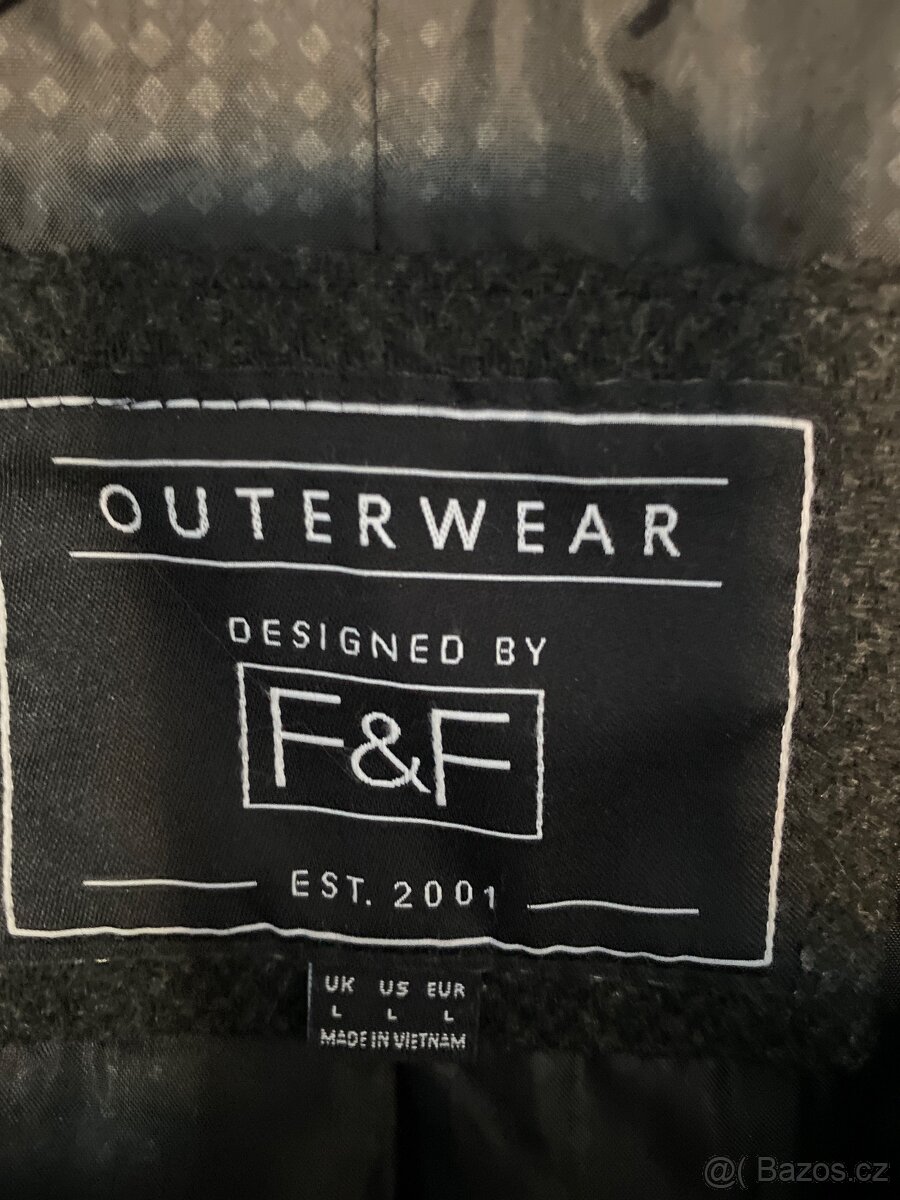 OUTERWEAR
DESIGNED BY
F&F
EST. 2001
UK US EUR
L L L
MADE IN VIETNAM
@( Bazos.cz